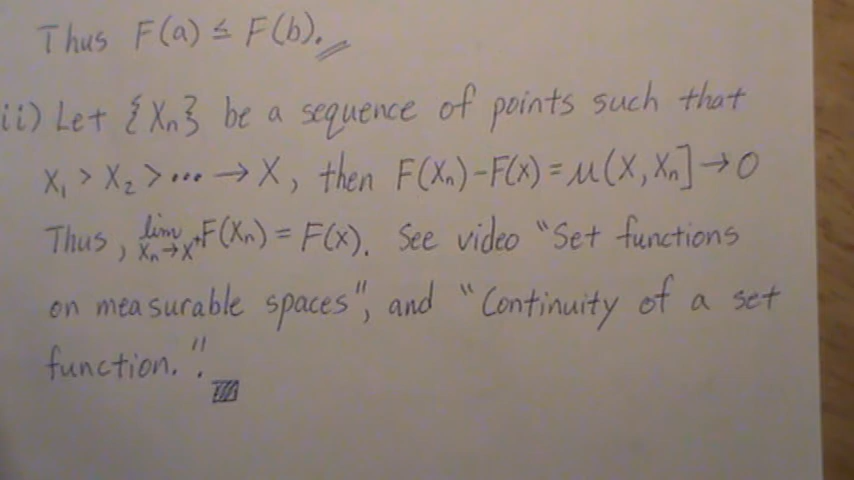 Thus F(a) ≤ F(b).
ii) Let {Xn} be a sequence of points such that
X₁ > X₂ > ... → X, then F(Xn) - F(x) = μ(X, Xn] → 0
Thus, lim Xn→X⁺ F(Xn) = F(x). See video "Set functions
on measurable spaces", and "Continuity of a set
function.".